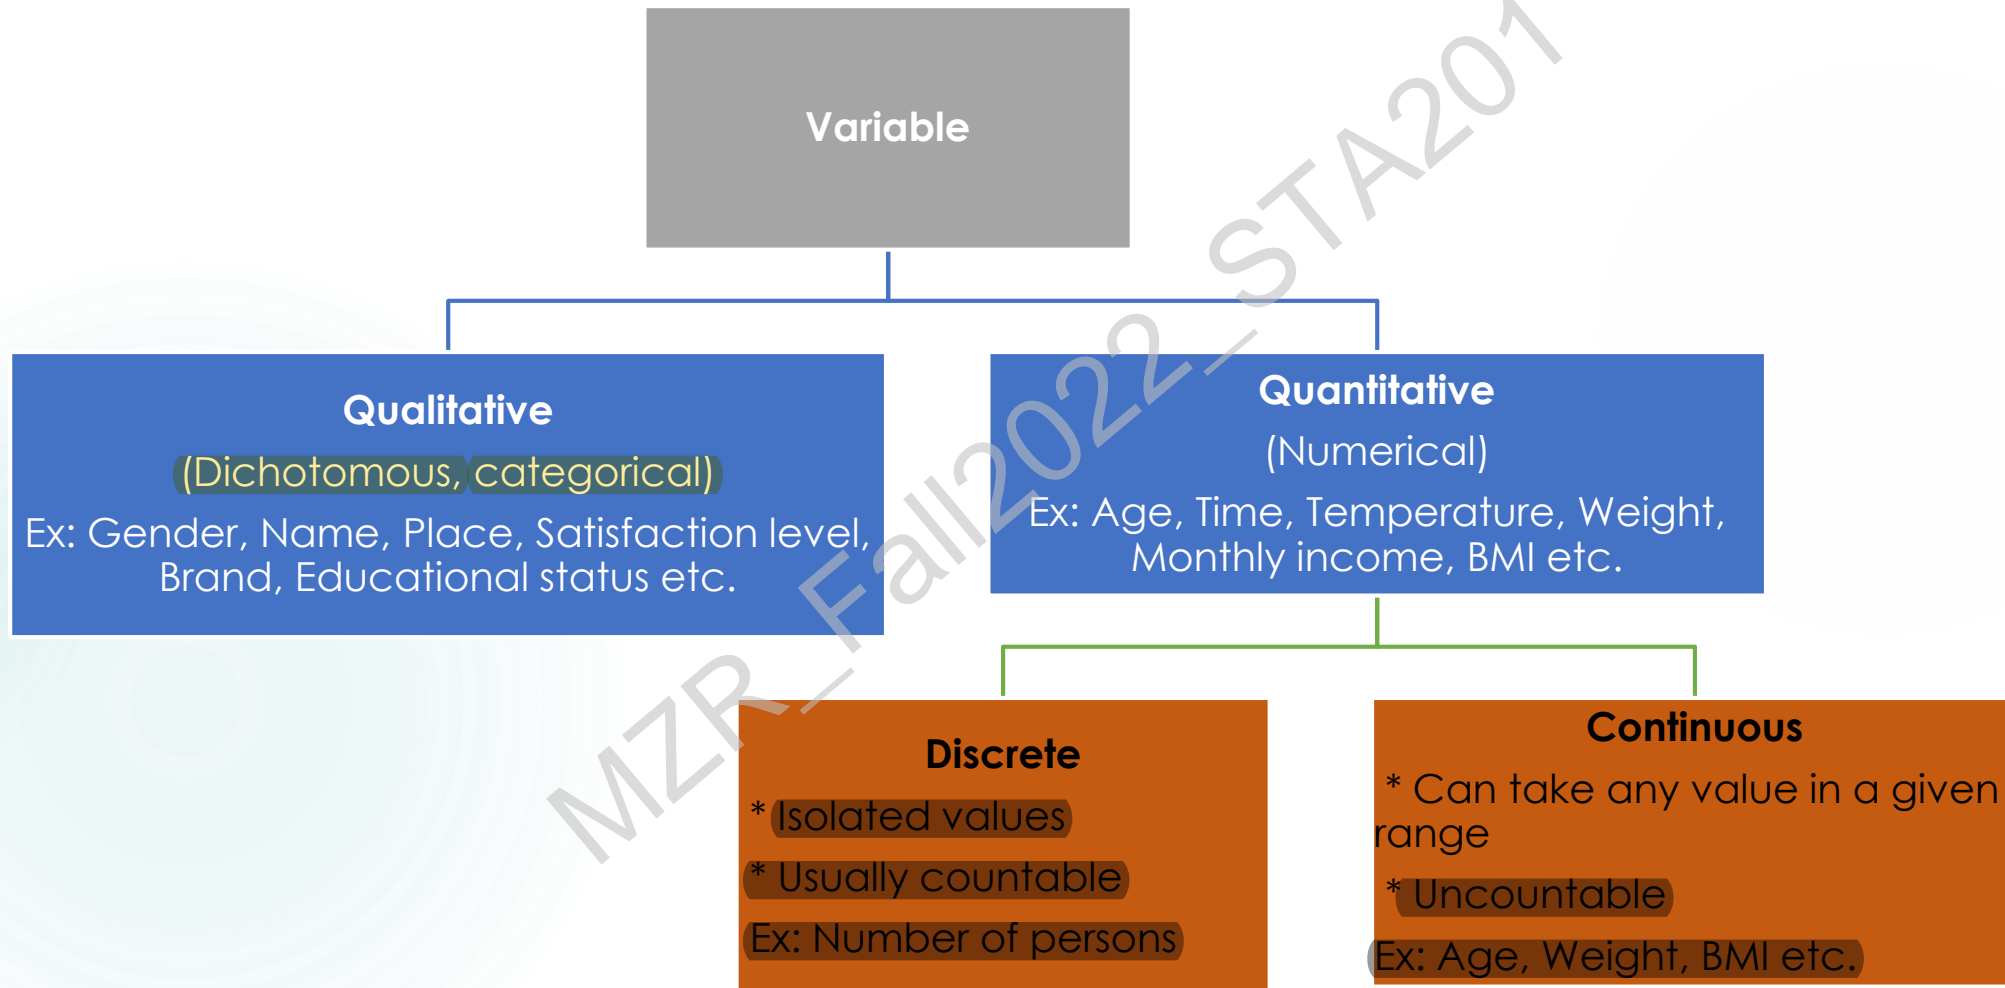 Variable
Qualitative
(Dichotomous, categorical)
Ex: Gender, Name, Place, Satisfaction level,
Brand, Educational status etc.
Quantitative
(Numerical)
Ex: Age, Time, Temperature, Weight,
Monthly income, BMI etc.
Discrete
* Isolated values
* Usually countable
Ex: Number of persons
Continuous
* Can take any value in a given
range
* Uncountable
Ex: Age, Weight, BMI etc.
MZR_Fall2022_STA201